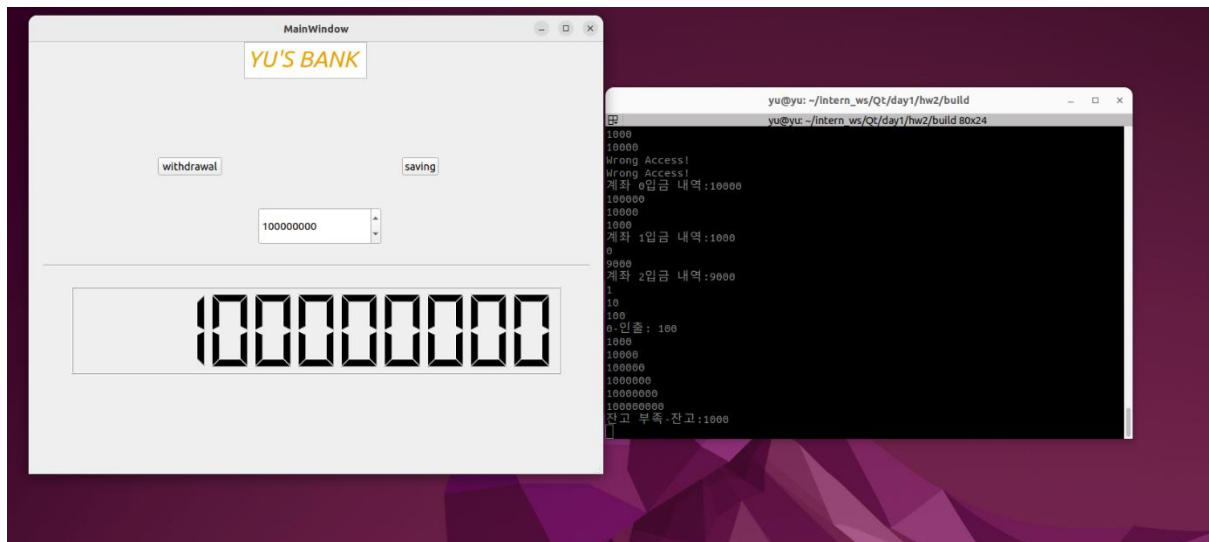 MainWindow
YU'S BANK
withdrawal
saving
100000000
100000000
yu@yu: ~/intern_ws/Qt/day1/hw2/build
yu@yu: ~/intern_ws/Qt/day1/hw2/build 80x24
1000
10000
Wrong Access!
Wrong Access!
계좌 0입금 내역:10000
100000
10000
1000
계좌 1입금 내역:1000
0
9000
계좌 2입금 내역:9000
1
10
100
0-인출: 100
1000
10000
100000
1000000
10000000
100000000
잔고 부족-잔고:1000